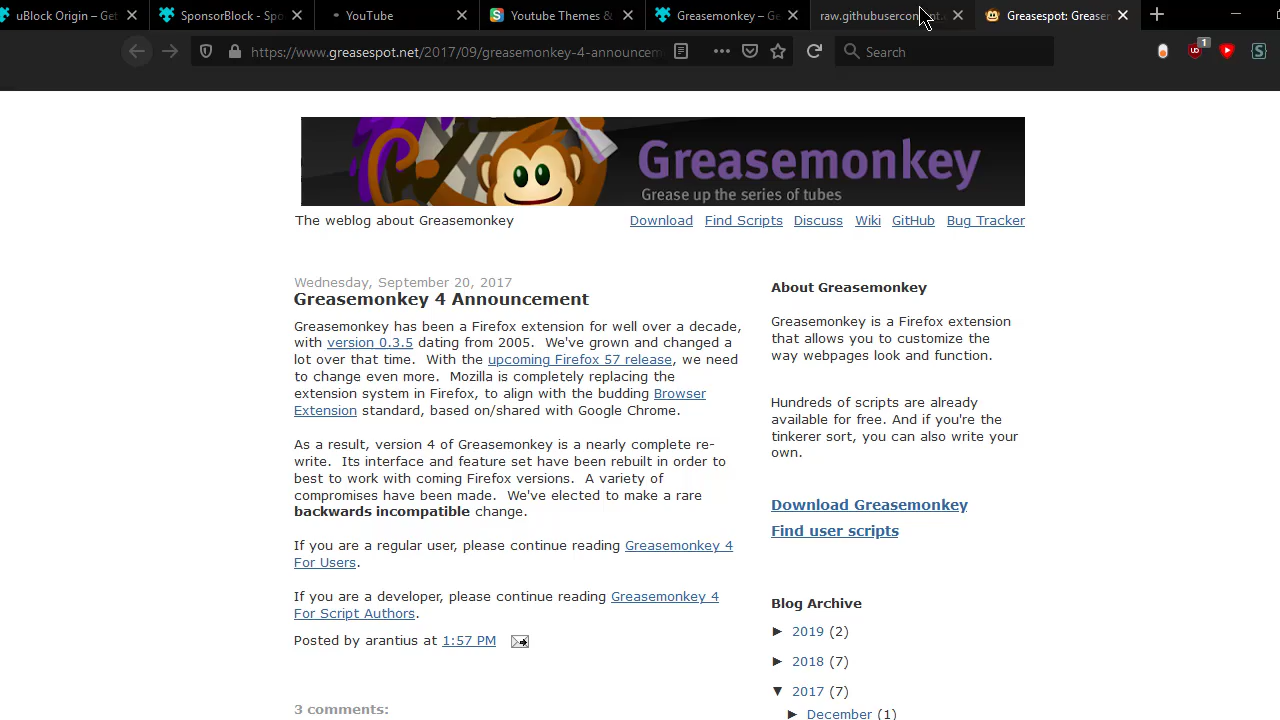 uBlock Origin – Get
SponsorBlock - Spo
YouTube
Youtube Themes &
Greasemonkey – Ge
raw.githubusercontent.c
Greasespot: Greasem
https://www.greasespot.net/2017/09/greasemonkey-4-announcem
Search
1
Greasemonkey
Grease up the series of tubes
The weblog about Greasemonkey
Download Find Scripts Discuss Wiki GitHub Bug Tracker
Wednesday, September 20, 2017
Greasemonkey 4 Announcement
Greasemonkey has been a Firefox extension for well over a decade,
with version 0.3.5 dating from 2005. We've grown and changed a
lot over that time. With the upcoming Firefox 57 release, we need
to change even more. Mozilla is completely replacing the
extension system in Firefox, to align with the budding Browser
Extension standard, based on/shared with Google Chrome.
As a result, version 4 of Greasemonkey is a nearly complete re-
write. Its interface and feature set have been rebuilt in order to
best to work with coming Firefox versions. A variety of
compromises have been made. We've elected to make a rare
backwards incompatible change.
If you are a regular user, please continue reading Greasemonkey 4
For Users.
If you are a developer, please continue reading Greasemonkey 4
For Script Authors.
Posted by arantius at 1:57 PM
3 comments:
About Greasemonkey
Greasemonkey is a Firefox extension
that allows you to customize the
way webpages look and function.
Hundreds of scripts are already
available for free. And if you're the
tinkerer sort, you can also write your
own.
Download Greasemonkey
Find user scripts
Blog Archive
► 2019 (2)
► 2018 (7)
▼ 2017 (7)
► December (1)